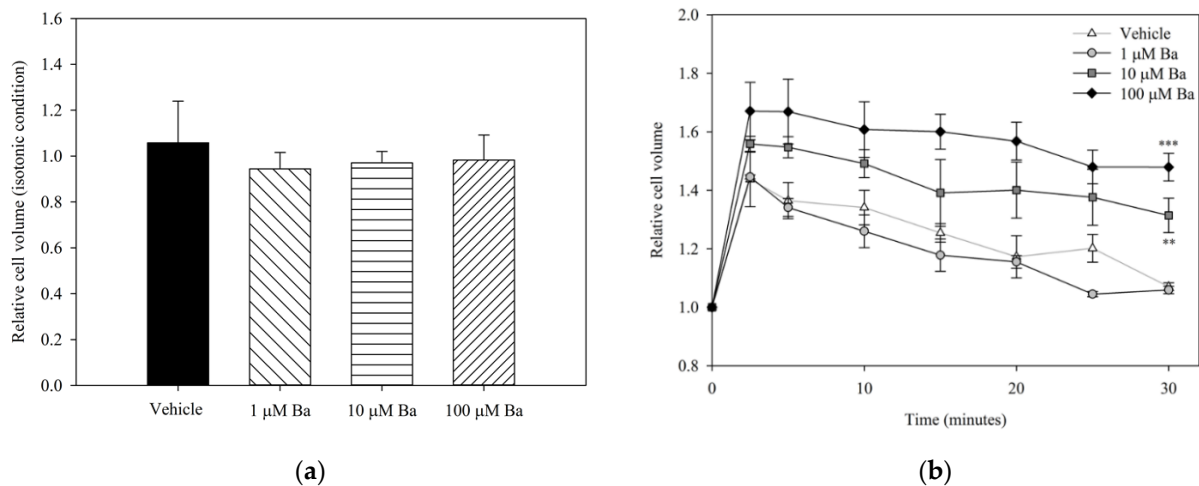 Relative cell volume (isotonic condition)
1.6
1.4
1.2
1.0
0.8
0.6
0.4
0.2
0.0
Vehicle 1 μM Ba 10 μM Ba 100 μM Ba
(a)
Relative cell volume
2.0
1.8
1.6
1.4
1.2
1.0
0.8
Vehicle
1 μM Ba
10 μM Ba
100 μM Ba
***
**
0 10 20 30
Time (minutes)
(b)